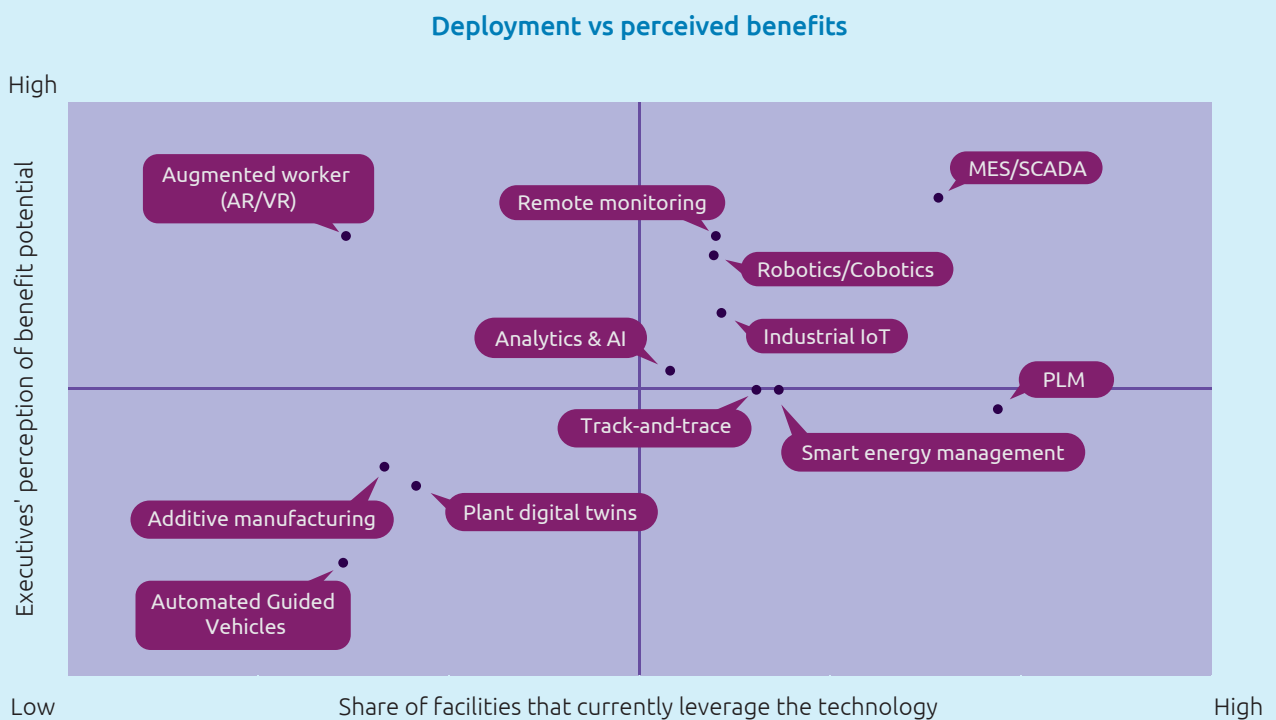 Deployment vs perceived benefits
High
Executives' perception of benefit potential
Augmented worker
(AR/VR)
MES/SCADA
Remote monitoring
Robotics/Cobotics
Analytics & AI
Industrial IoT
PLM
Track-and-trace
Smart energy management
Additive manufacturing
Plant digital twins
Automated Guided
Vehicles
Low
Share of facilities that currently leverage the technology
High